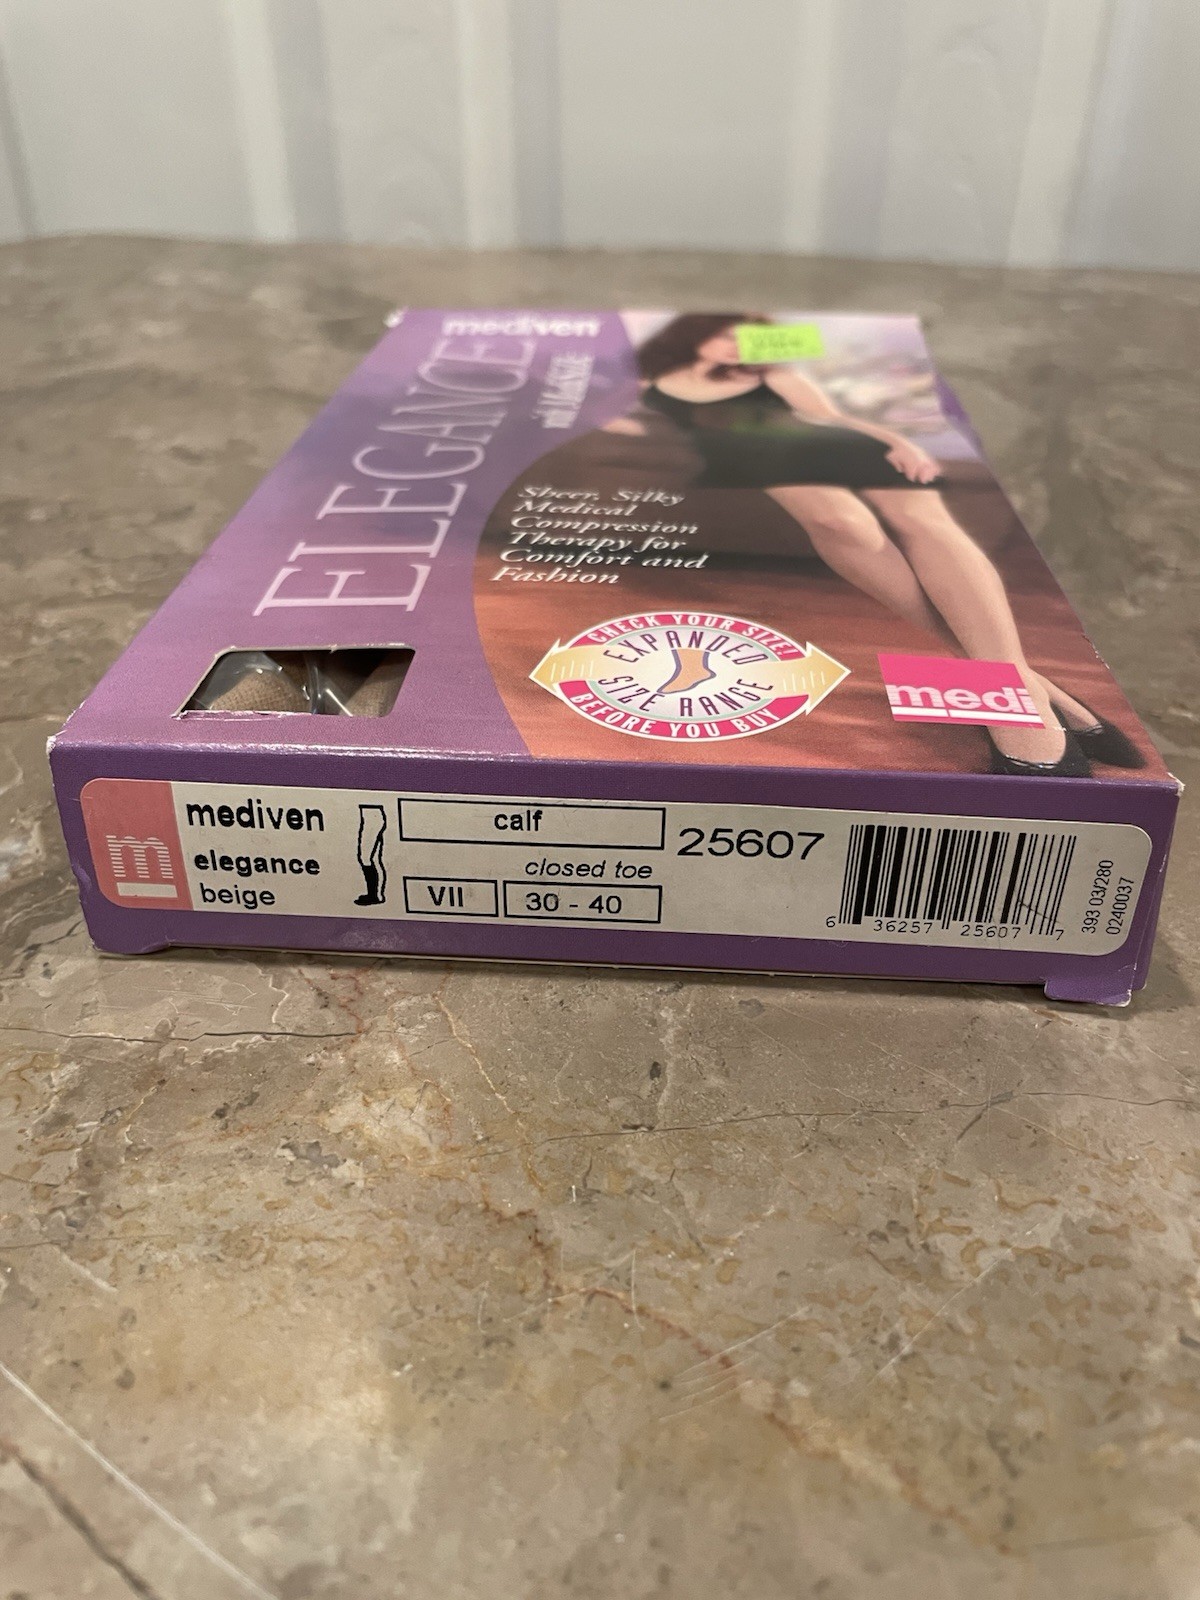 mediven
ELEGANCE
Sheer, Silky
Medical
Compression
Therapy for
Comfort and
Fashion
CHECK YOUR SIZE!
EXPANDED
SIZE RANGE
BEFORE YOU BUY
medi
m
mediven
elegance
beige
calf
closed toe
VII
30 - 40
25607
6 36257 25607 7
393 03/280
0240037